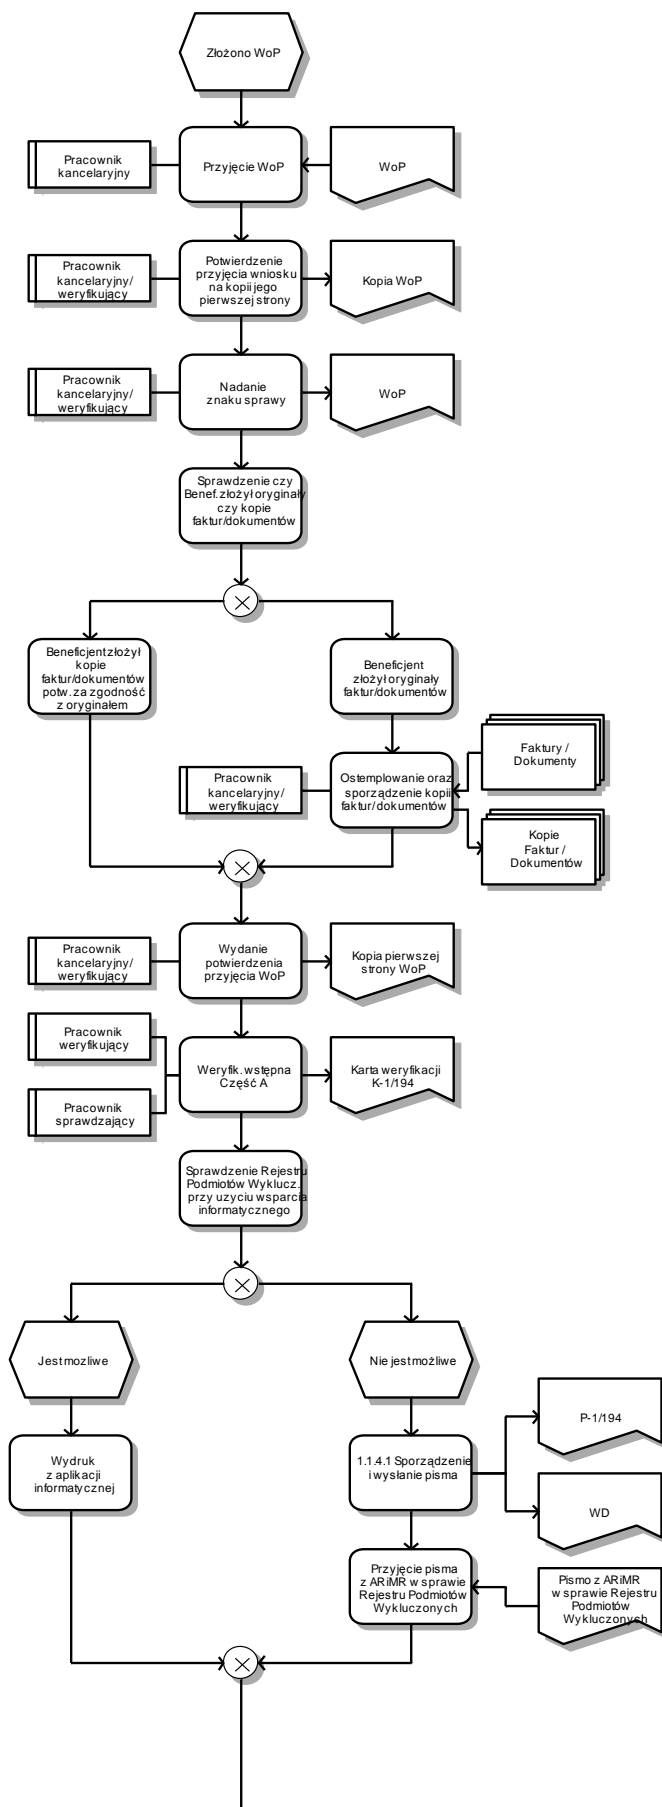 Złożono WoP
Pracownik
kancelaryjny
Przyjęcie WoP
WoP
Pracownik
kancelaryjny/
weryfikujący
Potwierdzenie
przyjęcia wniosku
na kopii jego
pierwszej strony
Kopia WoP
Pracownik
kancelaryjny/
weryfikujący
Nadanie
znaku sprawy
WoP
Sprawdzenie czy
Benef. złożył oryginały
czy kopie
faktur/dokumentów
Beneficjent złożył
kopie
faktur/dokumentów
potw. za zgodność
z oryginałem
Beneficjent
złożył oryginały
faktur/dokumentów
Pracownik
kancelaryjny/
weryfikujący
Ostemplowanie oraz
sporządzenie kopii
faktur/dokumentów
Faktury /
Dokumenty
Kopie
Faktur /
Dokumentów
Pracownik
kancelaryjny/
weryfikujący
Wydanie
potwierdzenia
przyjęcia WoP
Kopia pierwszej
strony WoP
Pracownik
weryfikujący
Pracownik
sprawdzający
Weryfik. wstępna
Część A
Karta weryfikacji
K-1/194
Sprawdzenie Rejestru
Podmiotów Wyklucz.
przy uzyciu wsparcia
informatycznego
Jest mozliwe
Nie jest możliwe
Wydruk
z aplikacji
informatycznej
1.1.4.1 Sporządzenie
i wysłanie pisma
P-1/194
WD
Przyjęcie pisma
z ARiMR w sprawie
Rejestru Podmiotów
Wykluczonych
Pismo z ARiMR
w sprawie Rejestru
Podmiotów
Wykluczonych